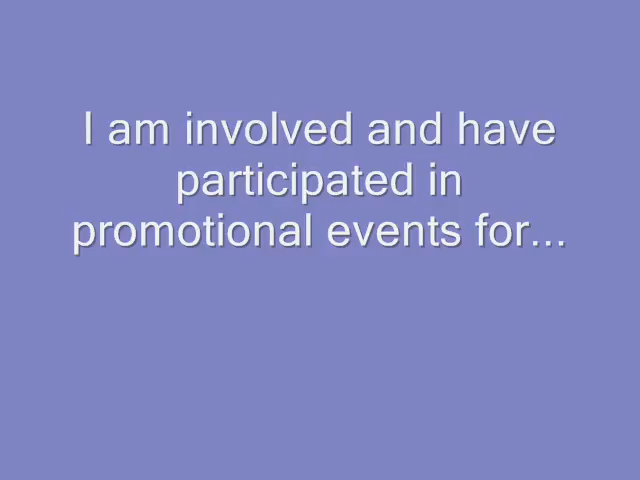 I am involved and have
participated in
promotional events for...